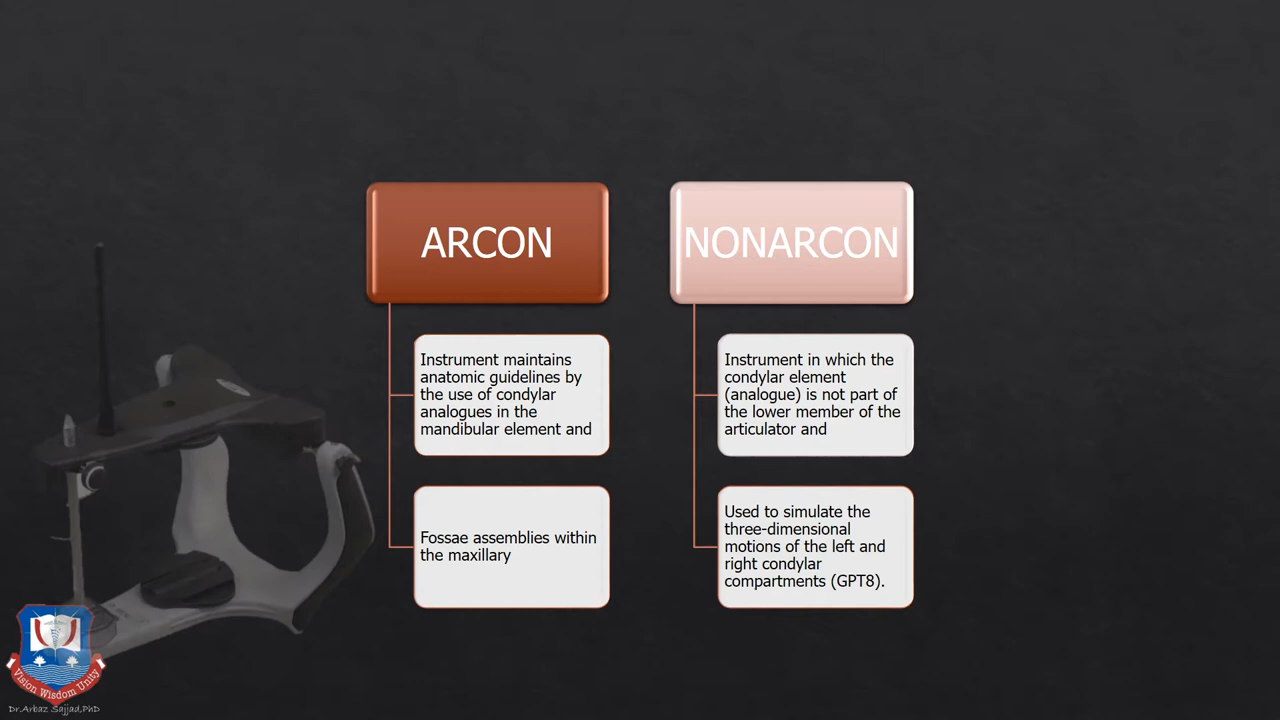 ARCON
Instrument maintains
anatomic guidelines by
the use of condylar
analogues in the
mandibular element and
Fossae assemblies within
the maxillary
NONARCON
Instrument in which the
condylar element
(analogue) is not part of
the lower member of the
articulator and
Used to simulate the
three-dimensional
motions of the left and
right condylar
compartments (GPT8).
Vision Wisdom Unity
Dr.Arbaz Sajjad,PhD